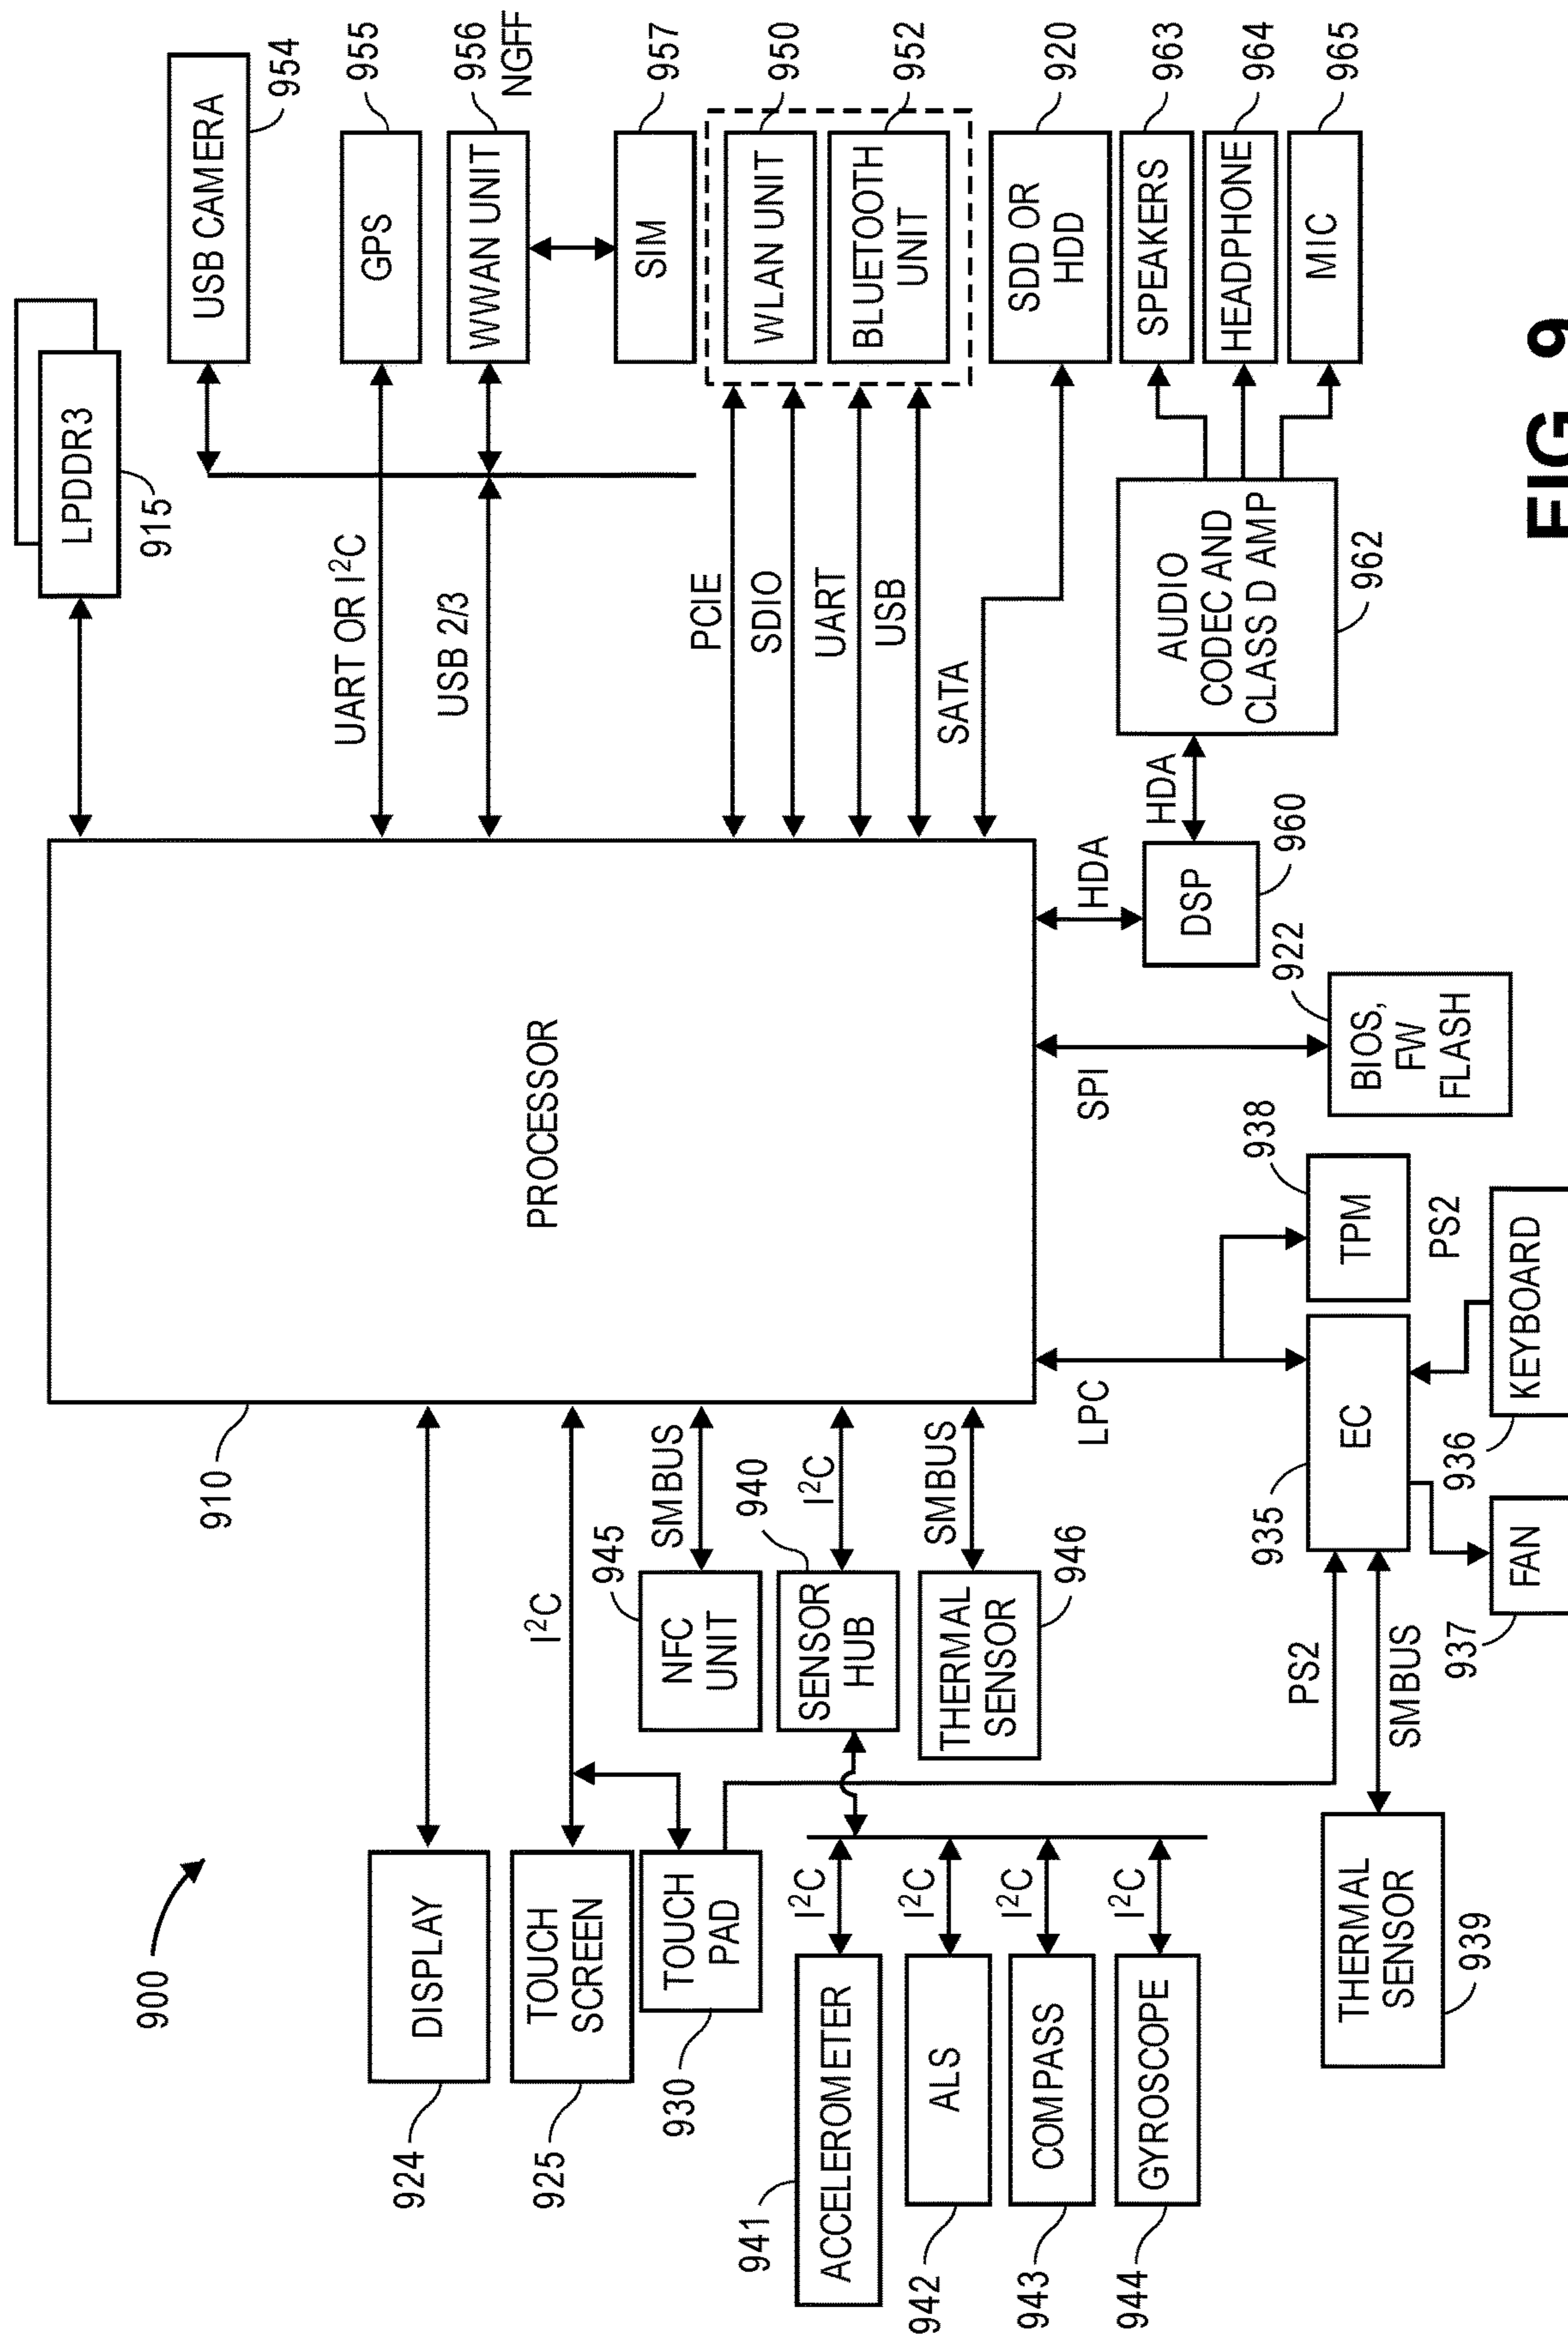 900
LPDDR3
915
USB CAMERA
954
UART OR I²C
GPS
955
USB 2/3
WWAN UNIT
956
NGFF
SIM
957
PCIE
SDIO
UART
USB
WLAN UNIT
950
BLUETOOTH
UNIT
952
SATA
SDD OR
HDD
920
SPEAKERS
963
HEADPHONE
964
MIC
965
AUDIO
CODEC AND
CLASS D AMP
962
HDA
HDA
DSP
960
PROCESSOR
910
DISPLAY
924
TOUCH
SCREEN
925
I²C
TOUCH
PAD
930
SMBUS
NFC
UNIT
945
940
I²C
SENSOR
HUB
SMBUS
THERMAL
SENSOR
946
ACCELEROMETER
941
I²C
ALS
942
I²C
COMPASS
943
I²C
GYROSCOPE
944
I²C
LPC
SPI
BIOS,
FW
FLASH
922
TPM
938
EC
935
PS2
KEYBOARD
936
FAN
937
PS2
SMBUS
THERMAL
SENSOR
939
FIG. 9